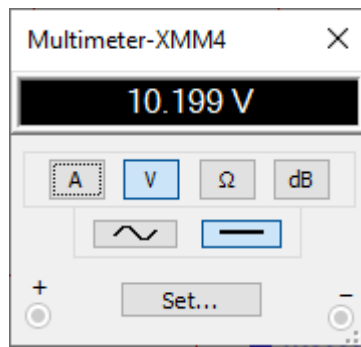 Multimeter-XMM4
10.199 V
A V Ω dB
+ Set... −